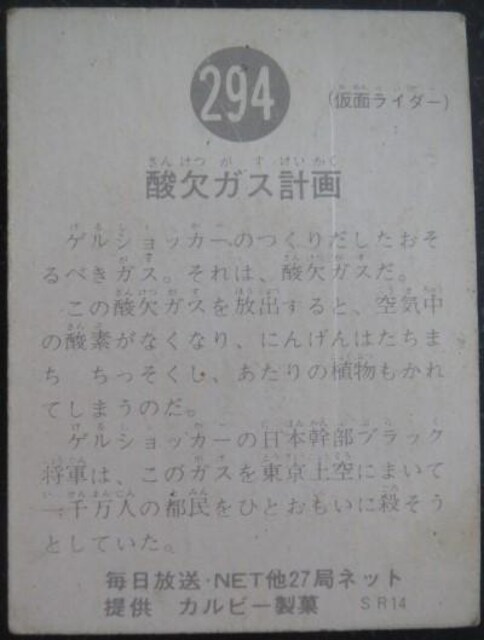 294
(仮面ライダー)
酸欠ガス計画
ゲルショッカーのつくりだしたおそ
るべきガス。それは、酸欠ガスだ。
この酸欠ガスを放出すると、空気中
の酸素がなくなり、にんげんはたちま
ち ちっそくし、あたりの植物もかれ
てしまうのだ。
ゲルショッカーの日本幹部ブラック
将軍は、このガスを東京上空にまいて
一千万人の都民をひとおもいに殺そう
としていた。
毎日放送・NET他27局ネット
提供 カルビー製菓 SR14